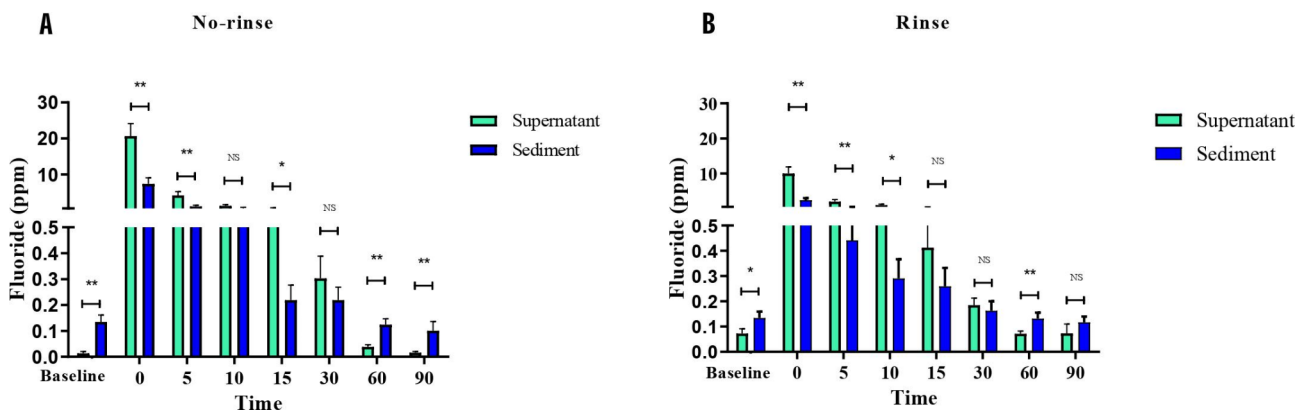 A
No-rinse
**
**
**
NS
*
NS
**
**
30
20
10
0.5
0.4
0.3
0.2
0.1
0.0
Fluoride (ppm)
Baseline 0 5 10 15 30 60 90
Time
Supernatant
Sediment
B
Rinse
*
**
**
*
NS
NS
**
NS
30
20
10
0.5
0.4
0.3
0.2
0.1
0.0
Fluoride (ppm)
Baseline 0 5 10 15 30 60 90
Time
Supernatant
Sediment